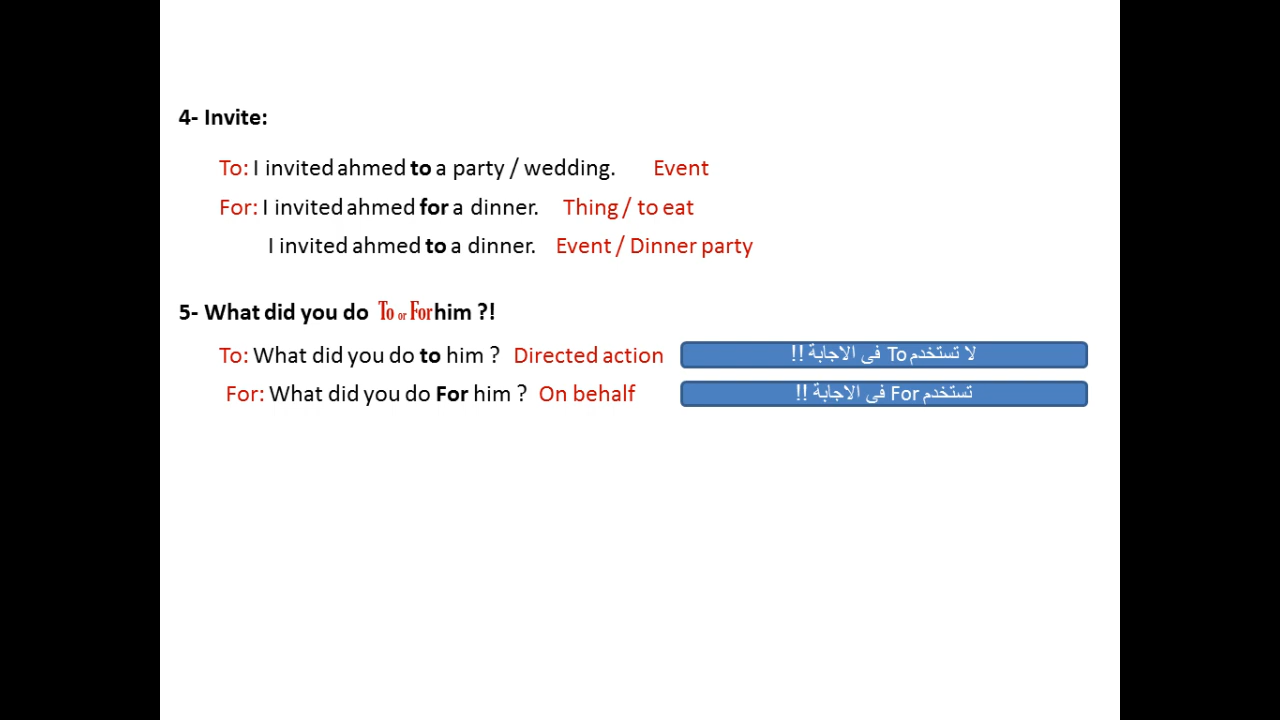 4- Invite:
To: I invited ahmed to a party / wedding. Event
For: I invited ahmed for a dinner. Thing / to eat
I invited ahmed to a dinner. Event / Dinner party
5- What did you do To or For him ?!
To: What did you do to him ? Directed action لا تستخدم To فى الاجابة !!
For: What did you do For him ? On behalf تستخدم For فى الاجابة !!